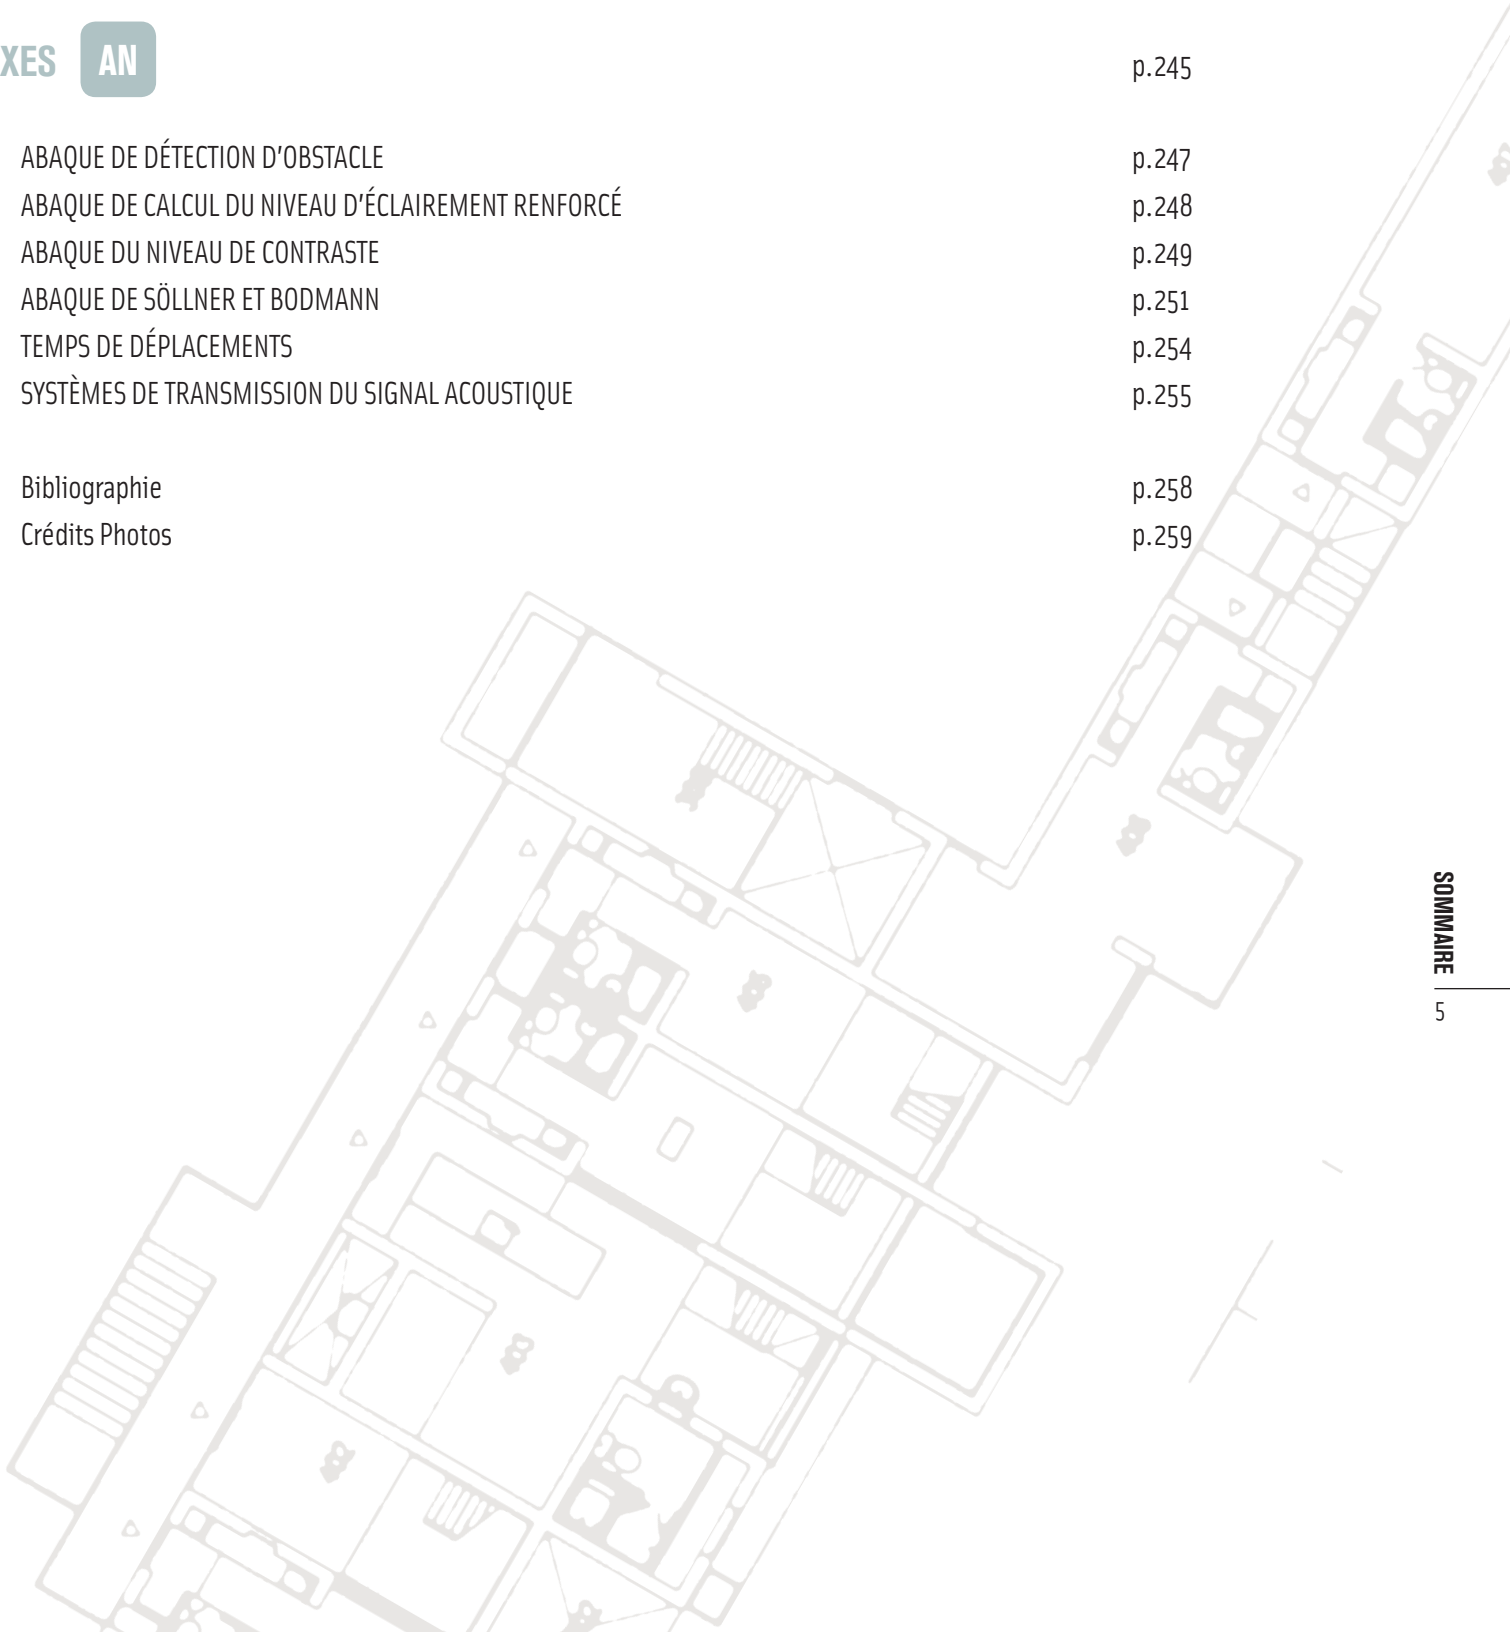 XES AN p.245
ABAQUE DE DÉTECTION D'OBSTACLE p.247
ABAQUE DE CALCUL DU NIVEAU D'ÉCLAIREMENT RENFORCÉ p.248
ABAQUE DU NIVEAU DE CONTRASTE p.249
ABAQUE DE SÖLLNER ET BODMANN p.251
TEMPS DE DÉPLACEMENTS p.254
SYSTÈMES DE TRANSMISSION DU SIGNAL ACOUSTIQUE p.255
Bibliographie p.258
Crédits Photos p.259
SOMMAIRE
5